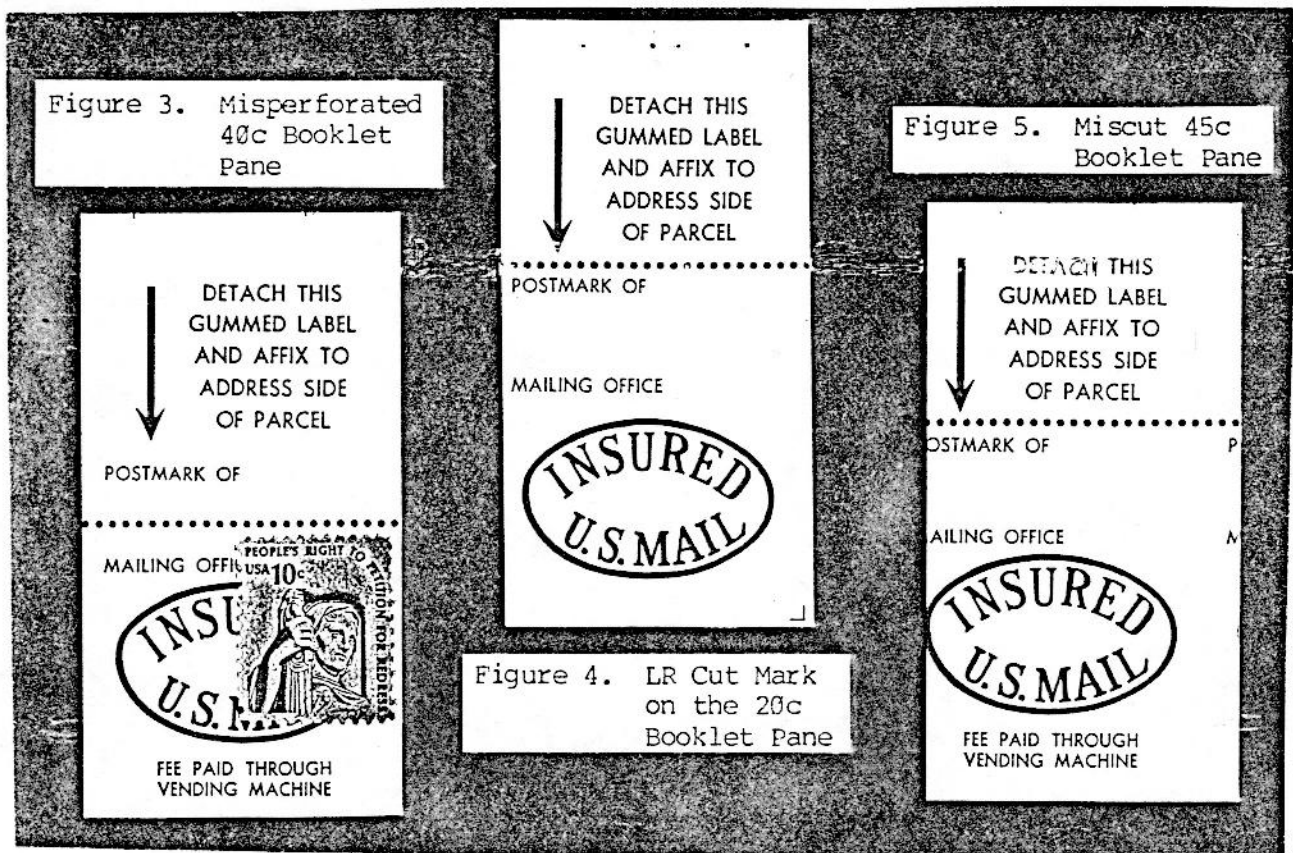 Figure 3. Misperforated
40c Booklet
Pane
DETACH THIS
GUMMED LABEL
AND AFFIX TO
ADDRESS SIDE
OF PARCEL
POSTMARK OF
MAILING OFFI
PEOPLE'S RIGHT TO PETITION FOR REDRESS
USA 10c
INSU
U.S. M
FEE PAID THROUGH
VENDING MACHINE
DETACH THIS
GUMMED LABEL
AND AFFIX TO
ADDRESS SIDE
OF PARCEL
POSTMARK OF
MAILING OFFICE
INSURED
U.S. MAIL
Figure 4. LR Cut Mark
on the 20c
Booklet Pane
Figure 5. Miscut 45c
Booklet Pane
DETACH THIS
GUMMED LABEL
AND AFFIX TO
ADDRESS SIDE
OF PARCEL
OSTMARK OF P
AILING OFFICE M
INSURED
U.S. MAIL
FEE PAID THROUGH
VENDING MACHINE